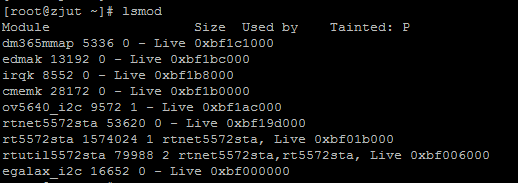 [root@zjut ~]# lsmod
Module Size Used by Tainted: P
dm365mmap 5336 0 - Live 0xbf1c1000
edmak 13192 0 - Live 0xbf1bc000
irqk 8552 0 - Live 0xbf1b8000
cmemk 28172 0 - Live 0xbf1b0000
ov5640_i2c 9572 1 - Live 0xbf1ac000
rtnet5572sta 53620 0 - Live 0xbf19d000
rt5572sta 1574024 1 rtnet5572sta, Live 0xbf01b000
rtutil5572sta 79988 2 rtnet5572sta,rt5572sta, Live 0xbf006000
egalax_i2c 16652 0 - Live 0xbf000000